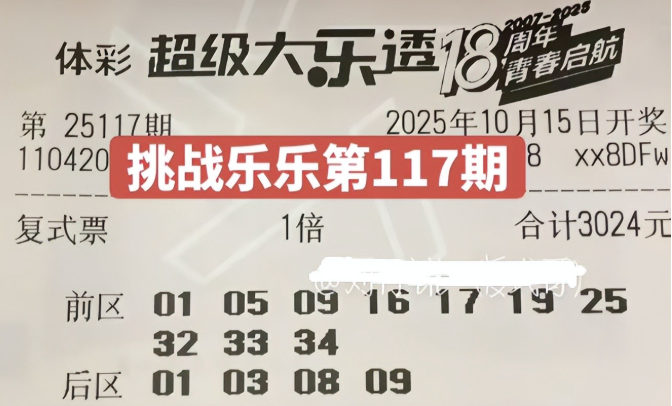 体彩 超级大乐透 18周年 2007-2025 青春启航
第 25117期 2025年10月15日开奖
110420 8 xx8DFw
挑战乐乐第117期
复式票 1倍 合计3024元
前区 01 05 09 16 17 19 25
32 33 34
后区 01 03 08 09